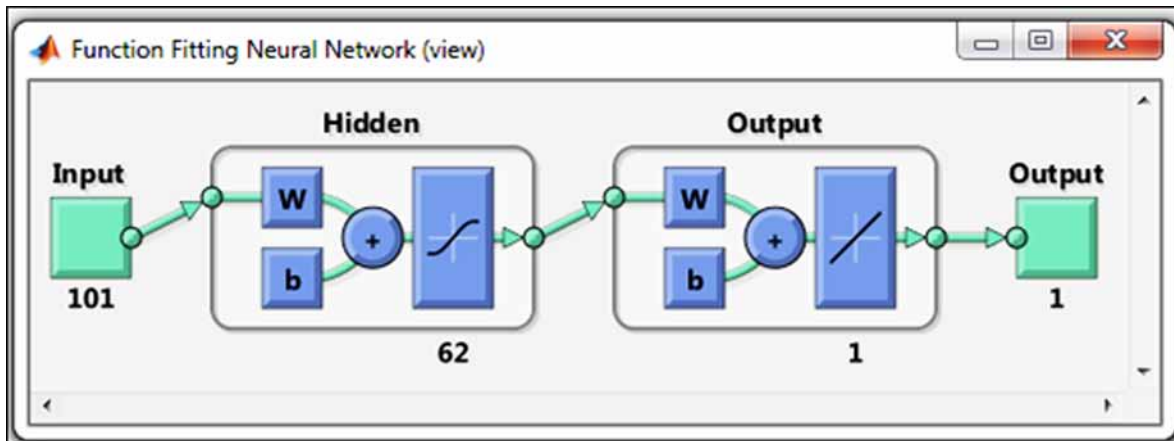 Function Fitting Neural Network (view)
Hidden
Output
Input
Output
W
W
+
+
b
b
101
1
62
1